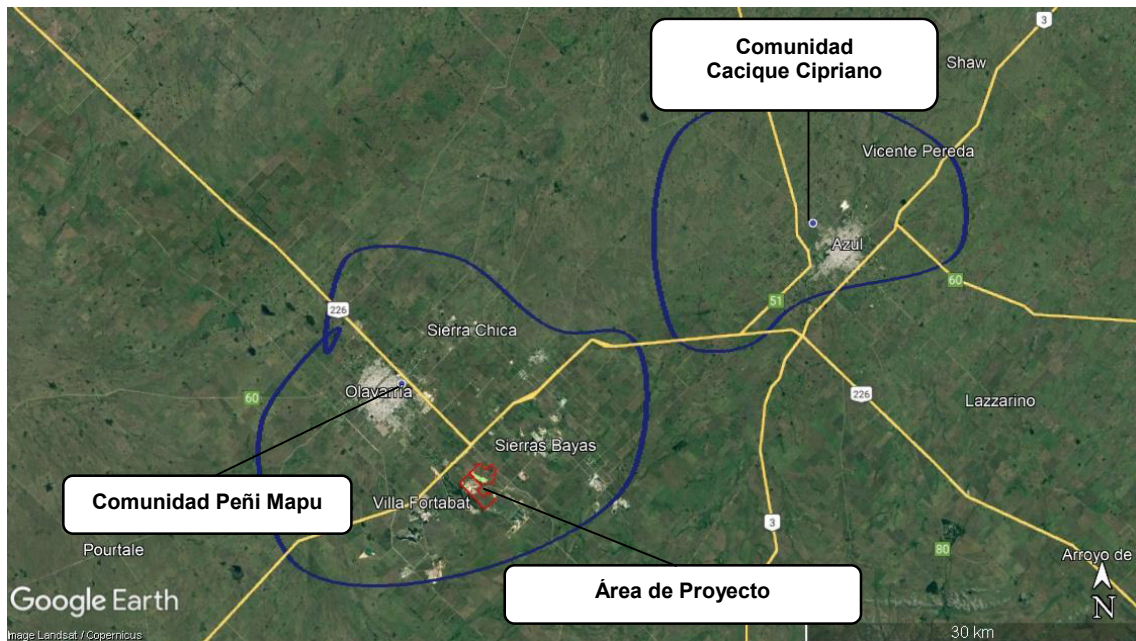 3
Comunidad
Cacique Cipriano
Shaw
Vicente Pereda
Azul
60
51
226
Sierra Chica
Olavarría
60
226
Lazzarino
Sierras Bayas
Comunidad Peñi Mapu
Villa Fortabat
3
Pourtale
80
Arroyo de
Área de Proyecto
Google Earth
N
Image Landsat / Copernicus
30 km